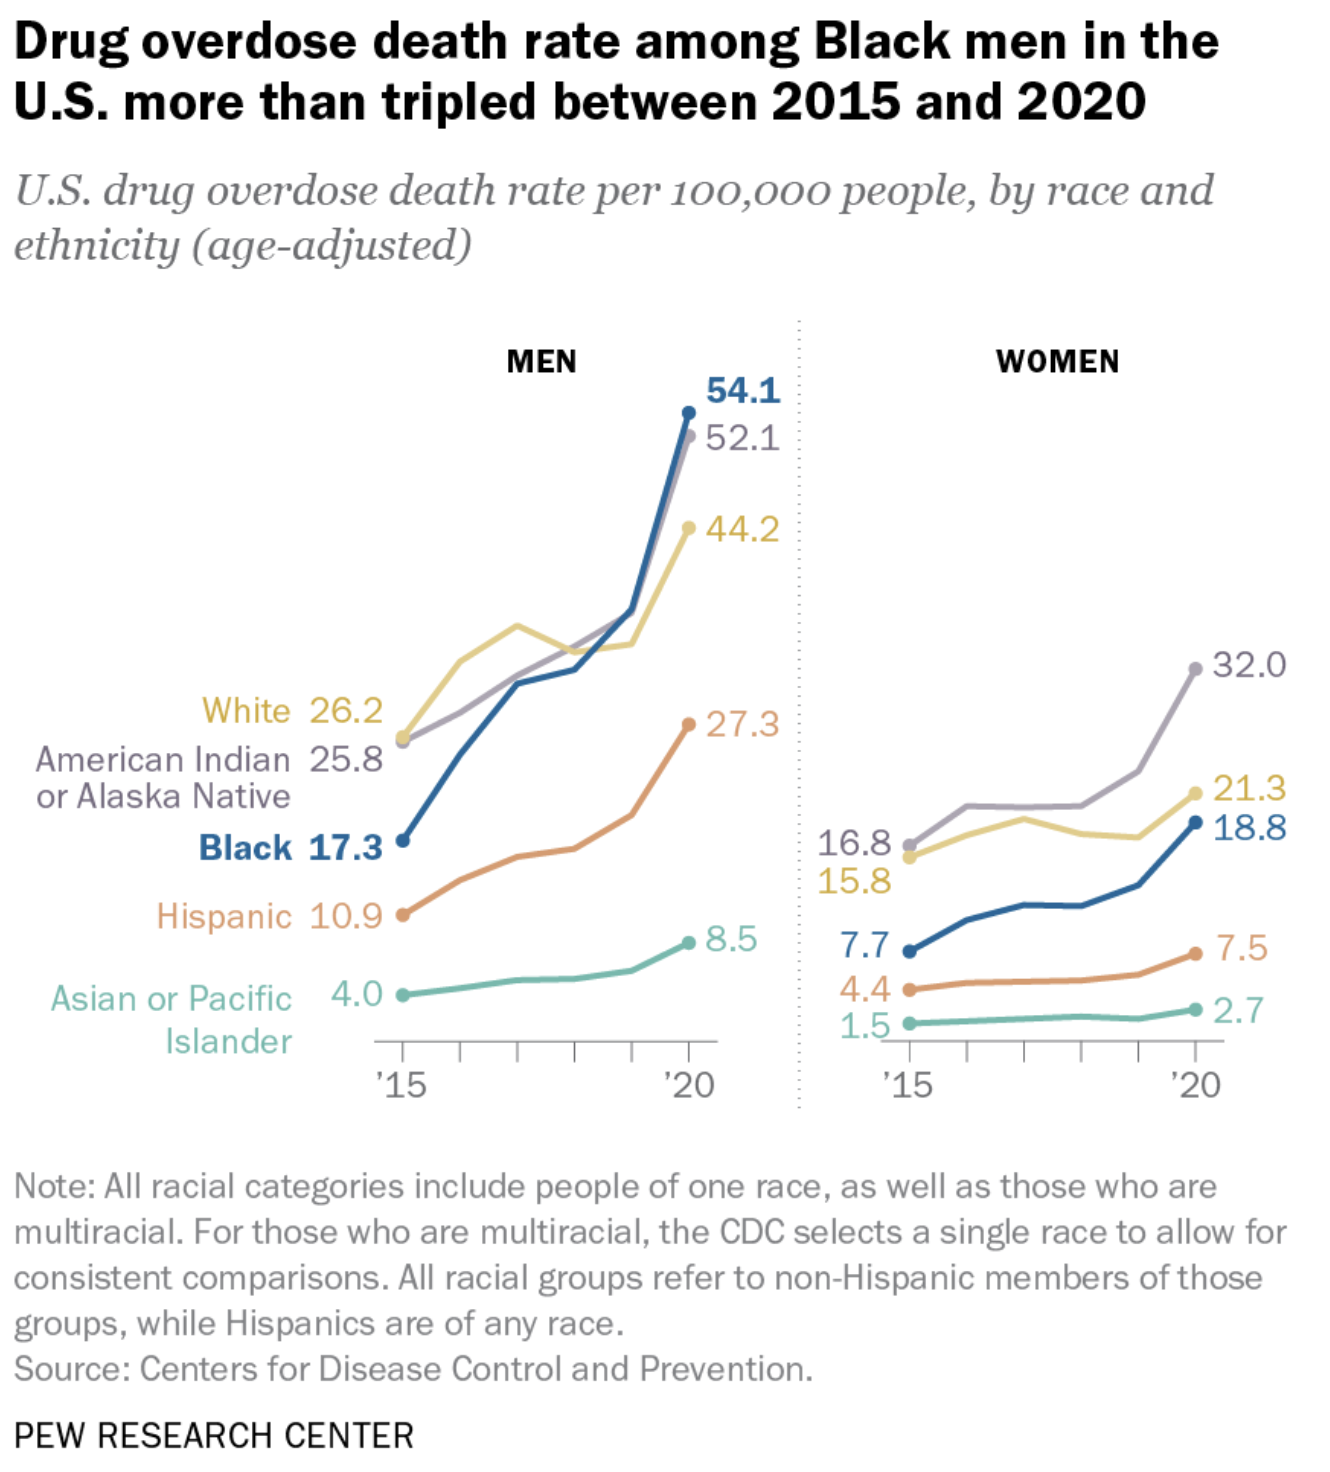 Drug overdose death rate among Black men in the
U.S. more than tripled between 2015 and 2020
U.S. drug overdose death rate per 100,000 people, by race and
ethnicity (age-adjusted)
MEN
54.1
52.1
44.2
White 26.2
American Indian 25.8
or Alaska Native
27.3
Black 17.3
Hispanic 10.9
8.5
Asian or Pacific 4.0
Islander
’15
’20
WOMEN
32.0
21.3
18.8
16.8
15.8
7.7
7.5
4.4
2.7
1.5
’15
’20
Note: All racial categories include people of one race, as well as those who are
multiracial. For those who are multiracial, the CDC selects a single race to allow for
consistent comparisons. All racial groups refer to non-Hispanic members of those
groups, while Hispanics are of any race.
Source: Centers for Disease Control and Prevention.
PEW RESEARCH CENTER